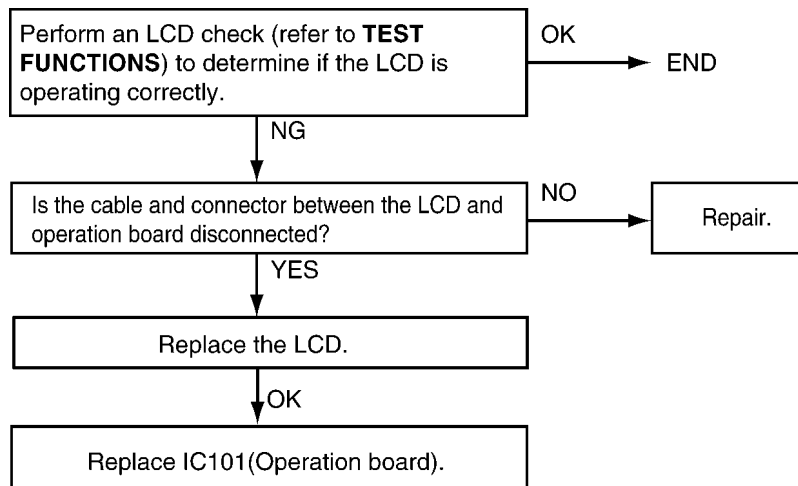 Perform an LCD check (refer to TEST
FUNCTIONS) to determine if the LCD is
operating correctly.
OK
END
NG
Is the cable and connector between the LCD and
operation board disconnected?
NO
Repair.
YES
Replace the LCD.
OK
Replace IC101(Operation board).